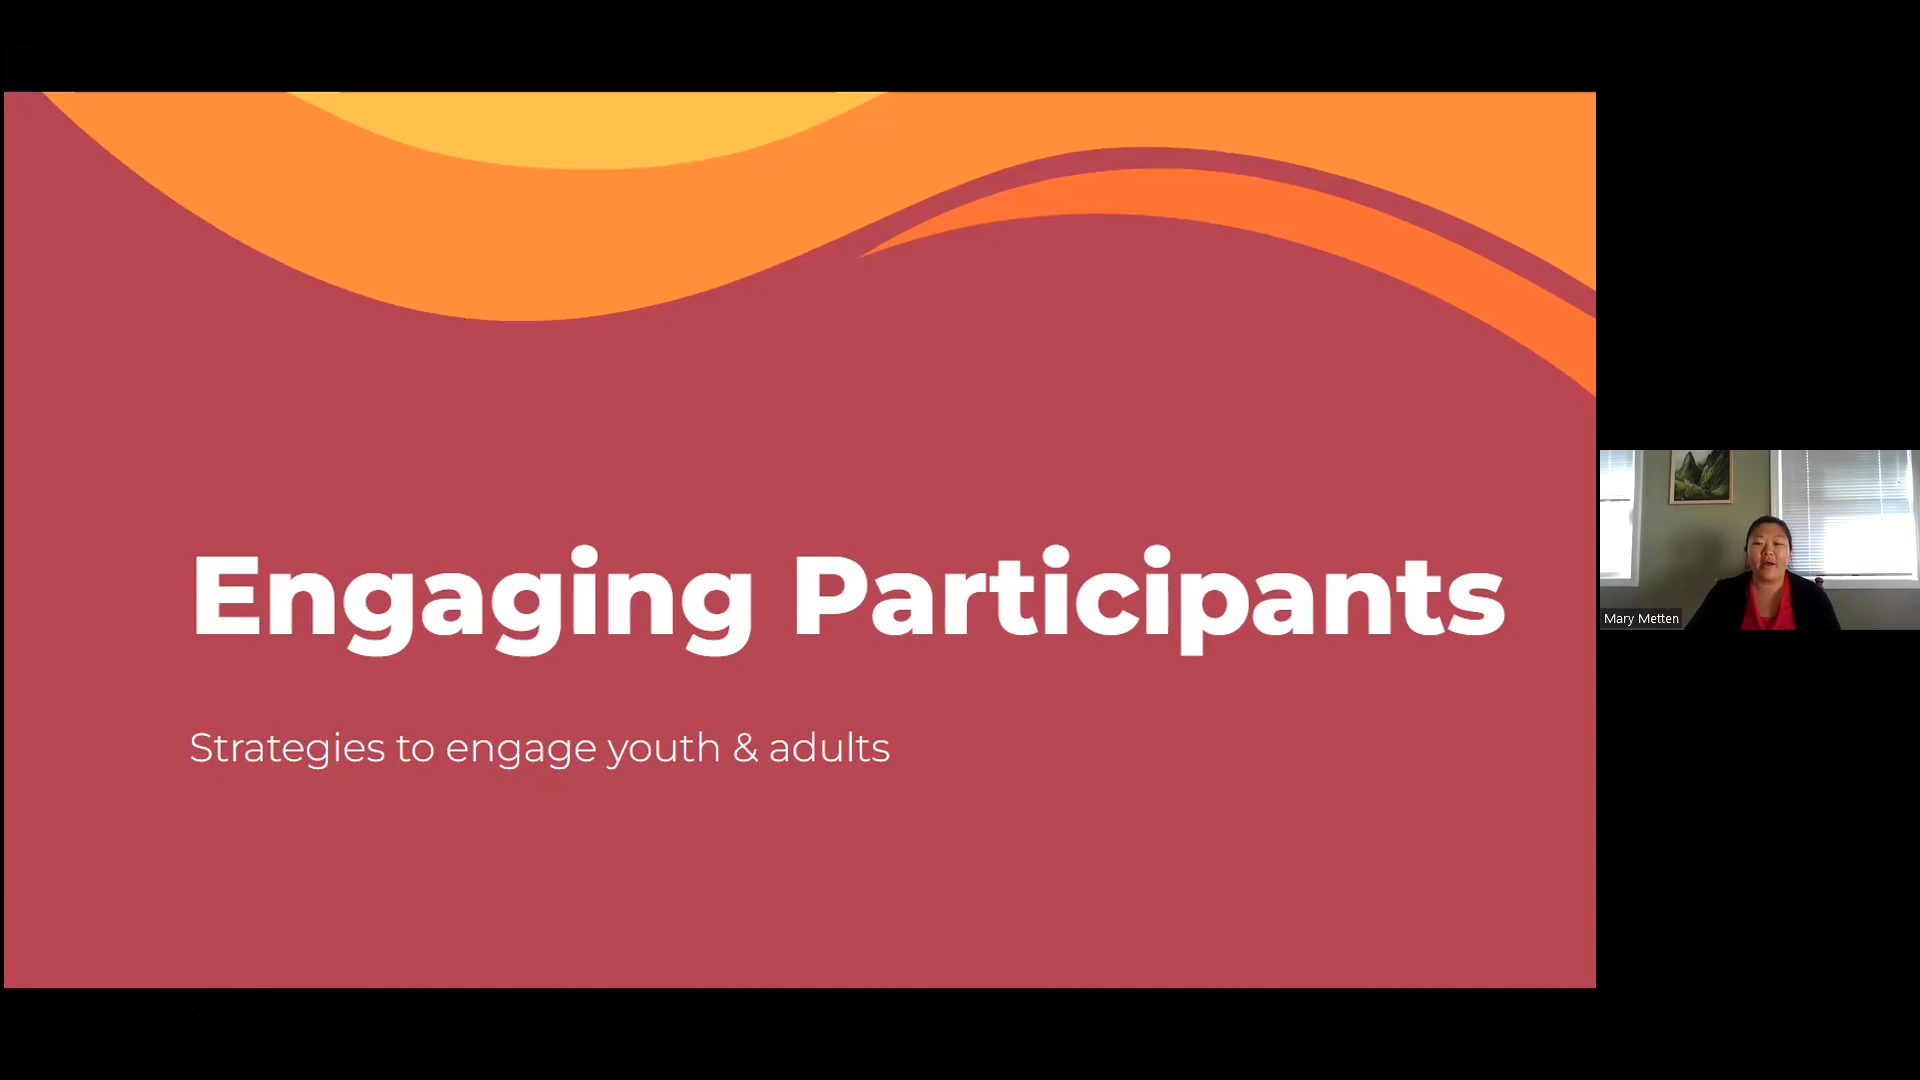 Engaging Participants
Strategies to engage youth & adults
Mary Metten